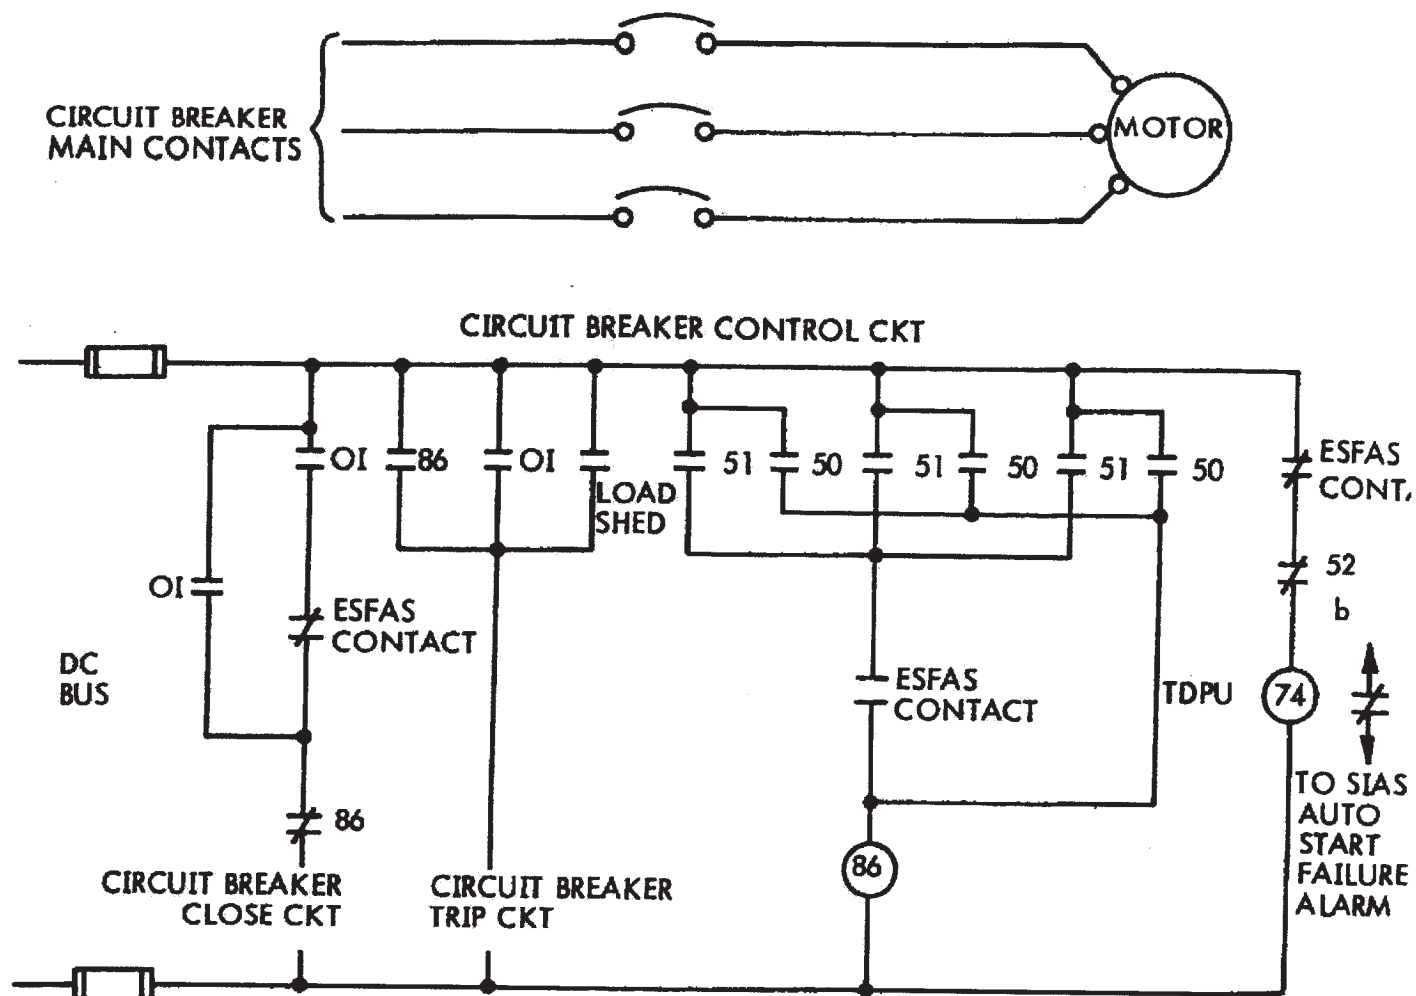 CIRCUIT BREAKER
MAIN CONTACTS
MOTOR
CIRCUIT BREAKER CONTROL CKT
OI
86
OI
LOAD
SHED
51
50
51
50
51
50
ESFAS
CONT.
OI
ESFAS
CONTACT
52
b
DC
BUS
ESFAS
CONTACT
TDPU
74
TO SIAS
AUTO
START
FAILURE
ALARM
86
86
CIRCUIT BREAKER
CLOSE CKT
CIRCUIT BREAKER
TRIP CKT